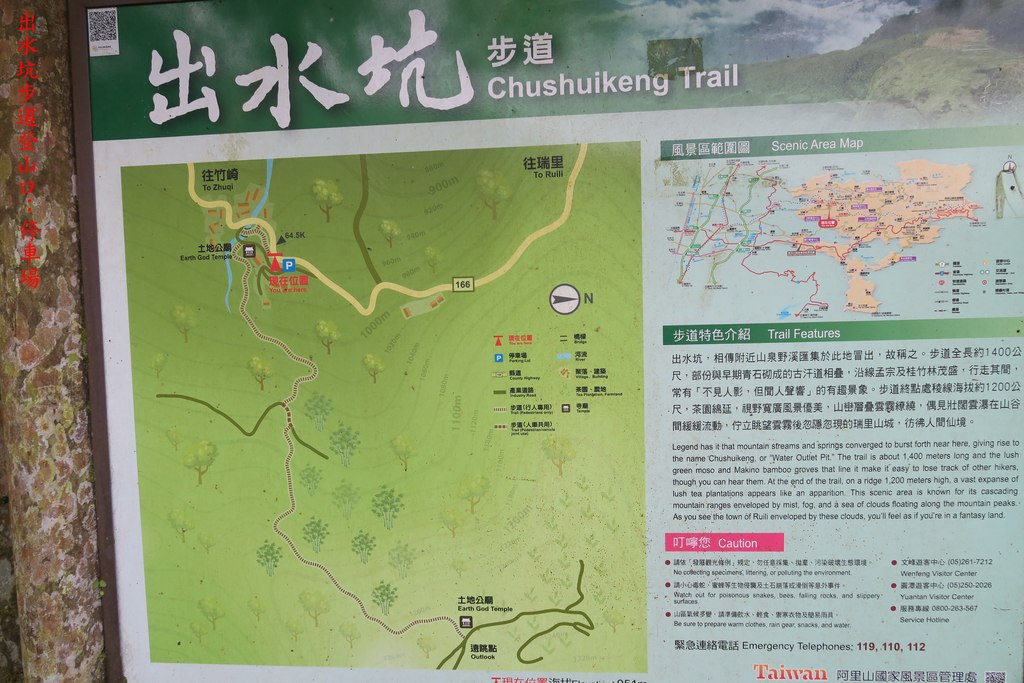 出水坑步道登山口：停車場
出水坑
步道
Chushuikeng Trail
往竹崎
To Zhuqi
往瑞里
To Ruili
900m
土地公廟
Earth God Temple
64.5K
P
現在位置
You are here
166
N
1000m
1100m
現在位置
You are here
橋樑
Bridge
P
停車場
Parking Lot
河流
River
縣道
County Highway
聚落、建築
Village、Building
產業道路
Industry Road
茶園、農地
Tea Plantation, Farmland
步道(行人專用)
Trail (Pedestrians only)
寺廟
Temple
步道(人車共用)
Trail (Pedestrian/vehicle
joint use)
土地公廟
Earth God Temple
遠眺點
Outlook
風景區範圍圖 Scenic Area Map
N
步道特色介紹 Trail Features
出水坑，相傳附近山泉野溪匯集於此地冒出，故稱之。步道全長約1400公
尺，部份與早期青石砌成的古汗道相疊，沿線孟宗及桂竹林茂盛，行走其間，
常有「不見人影，但聞人聲響」的有趣景象。步道終點處稜線海拔約1200公
尺，茶園綿延，視野寬廣風景優美，山巒層疊雲霧繚繞，偶見壯闊雲瀑在山谷
間緩緩流動，佇立眺望雲霧後忽隱忽現的瑞里山城，彷彿人間仙境。
Legend has it that mountain streams and springs converged to burst forth near here, giving rise to
the name Chushuikeng, or "Water Outlet Pit." The trail is about 1,400 meters long and the lush
green moso and Makino bamboo groves that line it make it easy to lose track of other hikers,
though you can hear them. At the end of the trail, on a ridge 1,200 meters high, a vast expanse of
lush tea plantations appears like an apparition. This scenic area is known for its cascading
mountain ranges enveloped by mist, fog, and a sea of clouds floating along the mountain peaks.
As you see the town of Ruili enveloped by these clouds, you'll feel as if you're in a fantasy land.
叮嚀您 Caution
請依「發展觀光條例」規定，勿任意採集、拋棄、污染破壞生態環境。
No collecting specimens, littering, or polluting the environment.
請小心毒蛇、蜜蜂等生物侵襲及土石崩落或滑倒等意外事件。
Watch out for poisonous snakes, bees, falling rocks, and slippery
surfaces.
山區氣候多變，請準備飲水、輕食、禦寒衣物及簡易雨具。
Be sure to prepare warm clothes, rain gear, snacks, and water.
文峰遊客中心 (05)261-7212
Wenfeng Visitor Center
圓潭遊客中心 (05)250-2026
Yuantan Visitor Center
服務專線 0800-263-567
Service Hotline
緊急連絡電話 Emergency Telephones: 119, 110, 112
Taiwan 阿里山國家風景區管理處
現在位置海拔Elevation 951m